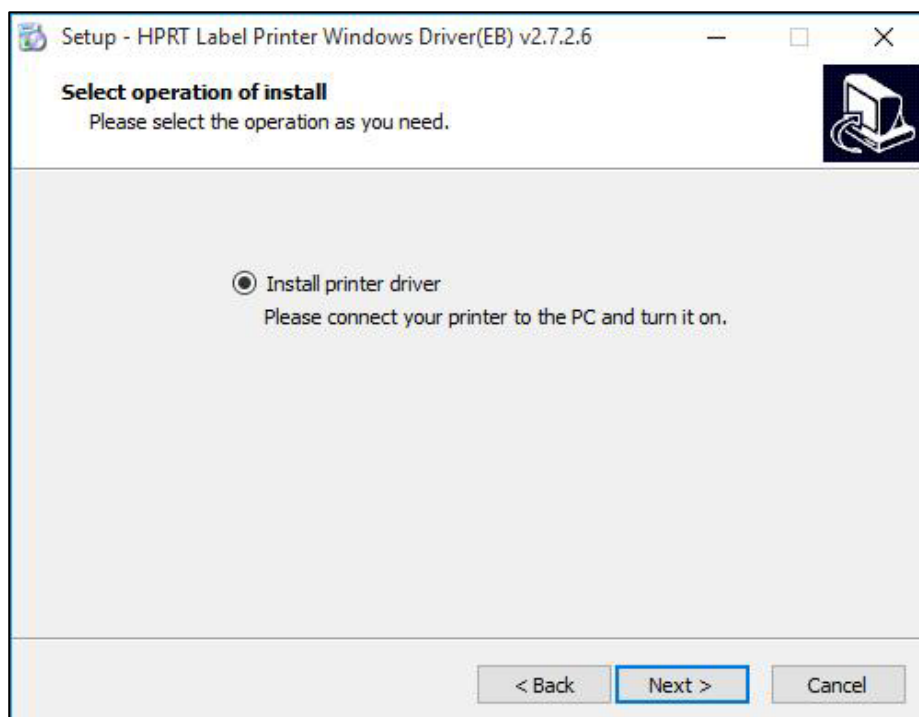 Setup - HPRT Label Printer Windows Driver(EB) v2.7.2.6
Select operation of install
Please select the operation as you need.
Install printer driver
Please connect your printer to the PC and turn it on.
< Back Next > Cancel